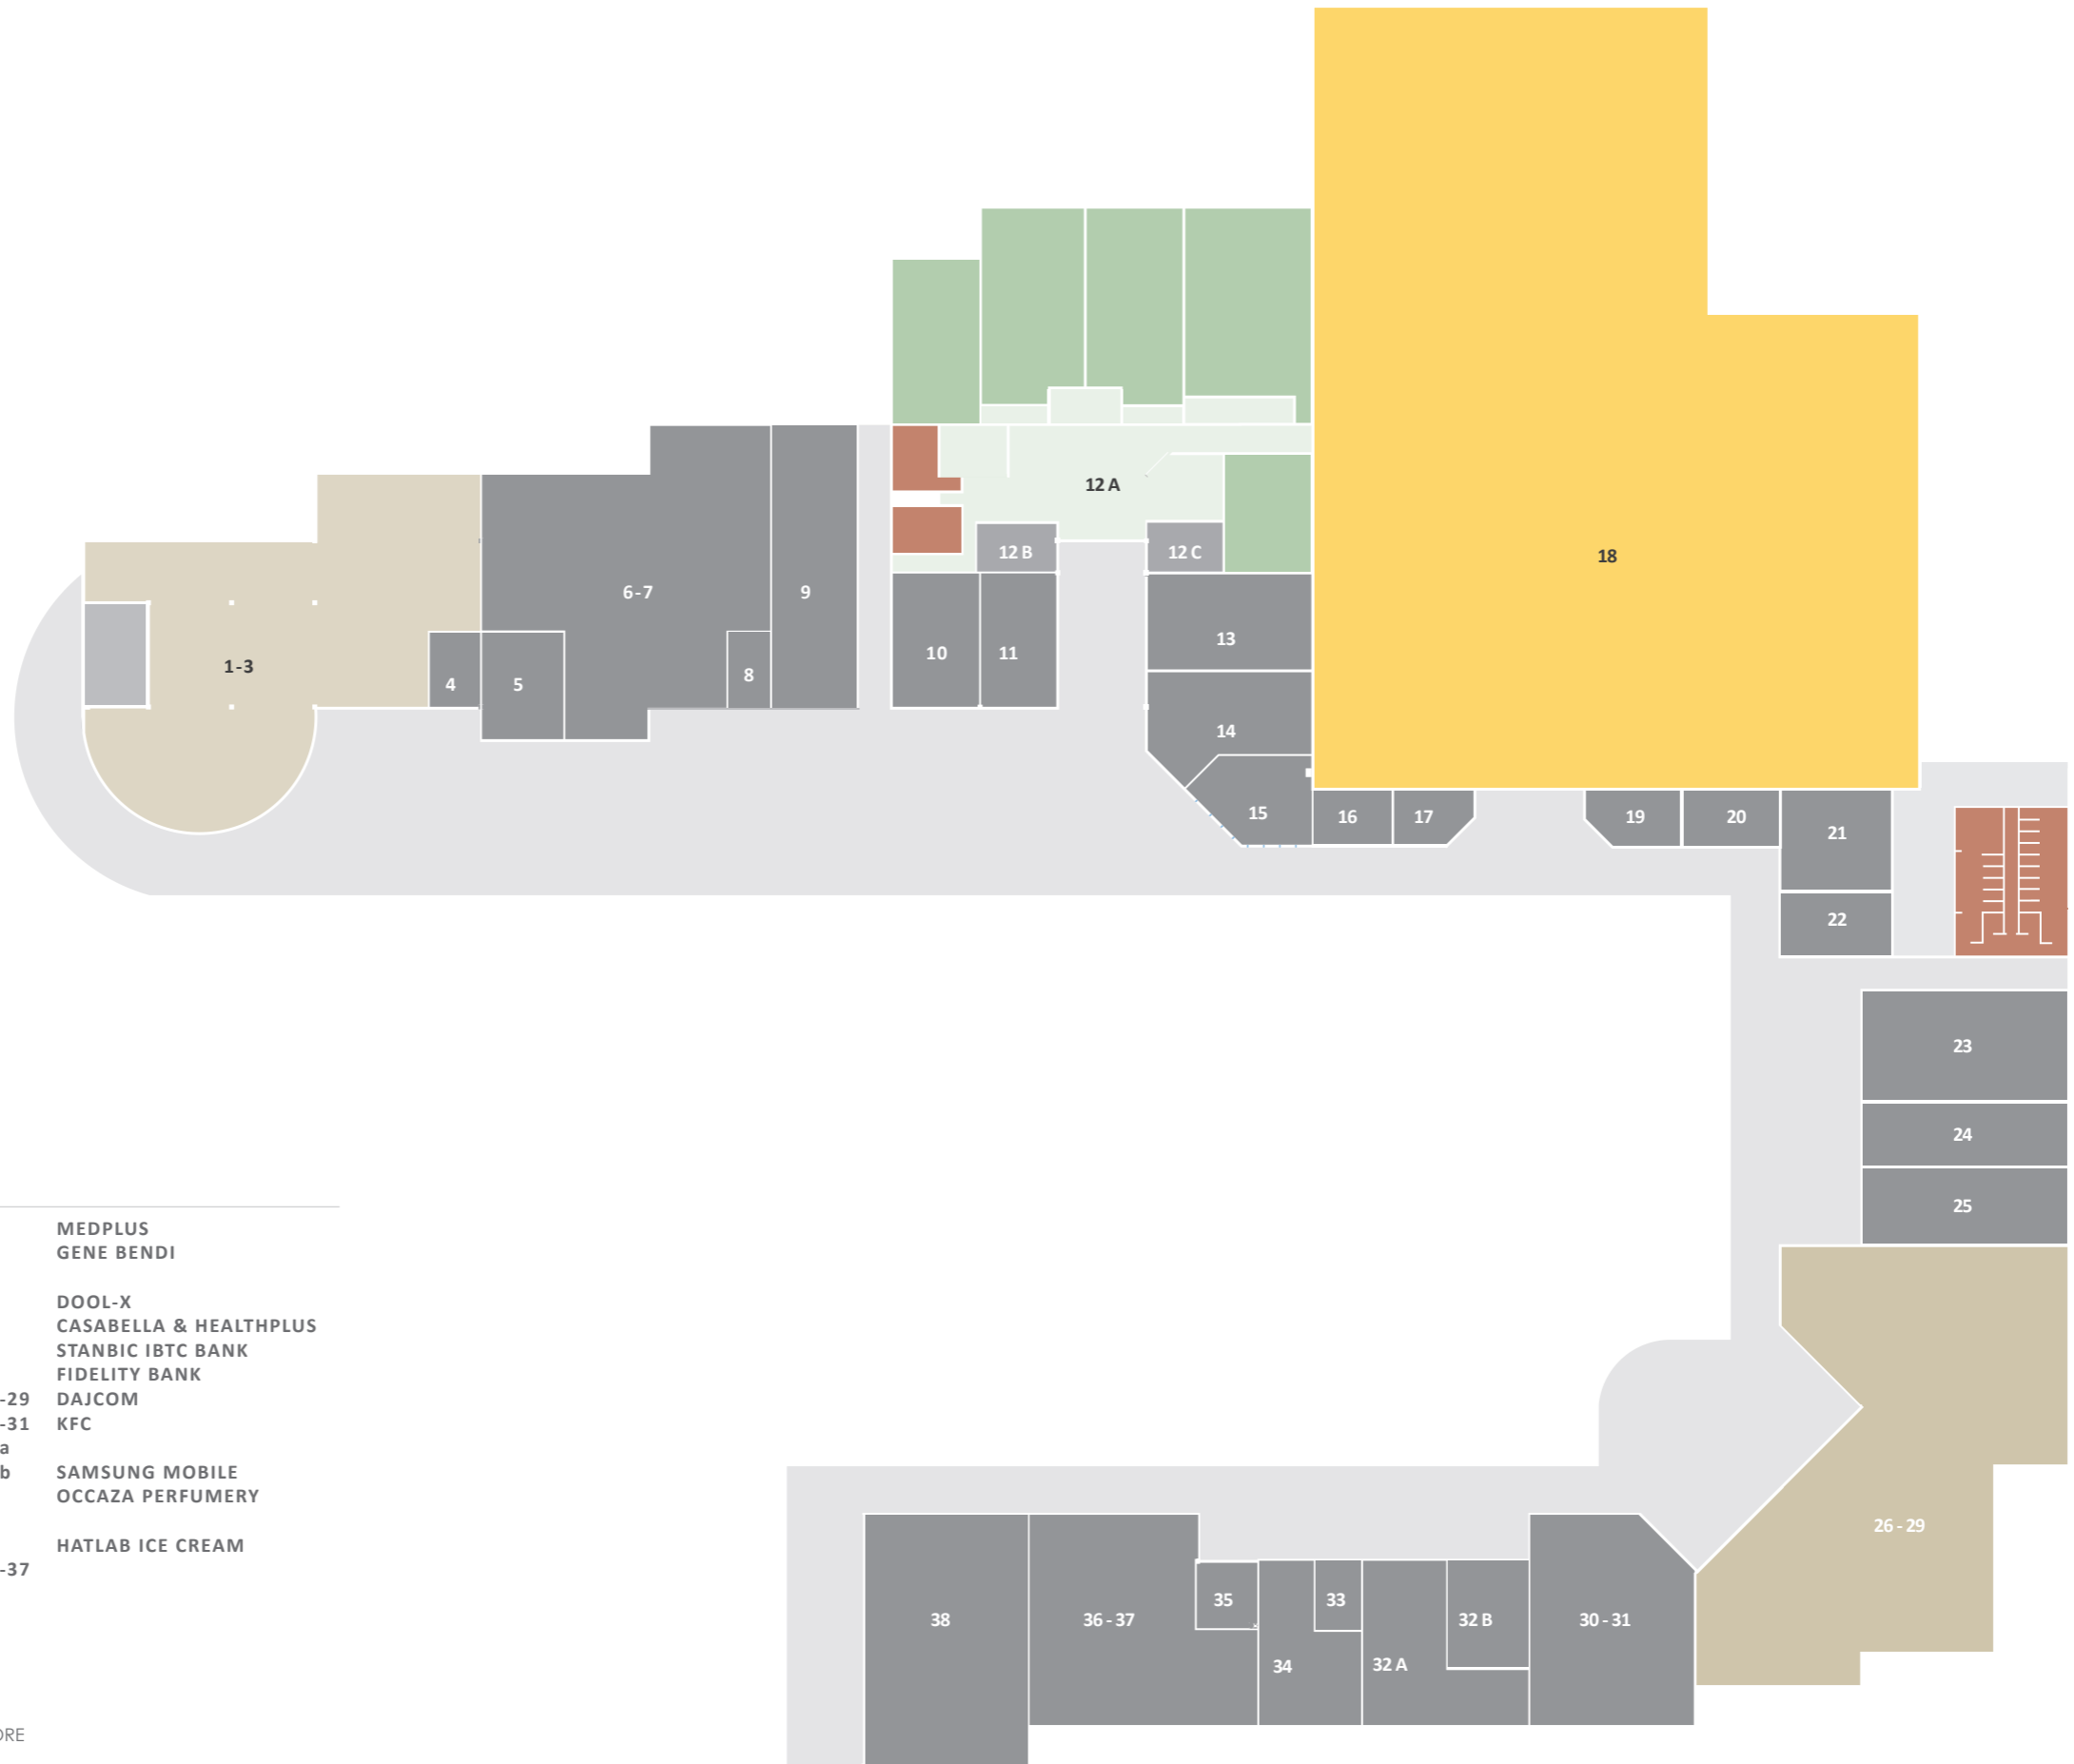 18
12 A
12 B
12 C
6 - 7
9
13
10
11
1 - 3
4
5
8
14
15
16
17
19
20
21
22
23
24
25
MEDPLUS
GENE BENDI
DOOL-X
CASABELLA & HEALTHPLUS
STANBIC IBTC BANK
FIDELITY BANK
-29 DAJCOM
-31 KFC
a
b SAMSUNG MOBILE
OCCAZA PERFUMERY
HATLAB ICE CREAM
-37
26 - 29
35
33
38
36 - 37
32 B
30 - 31
34
32 A
ORE